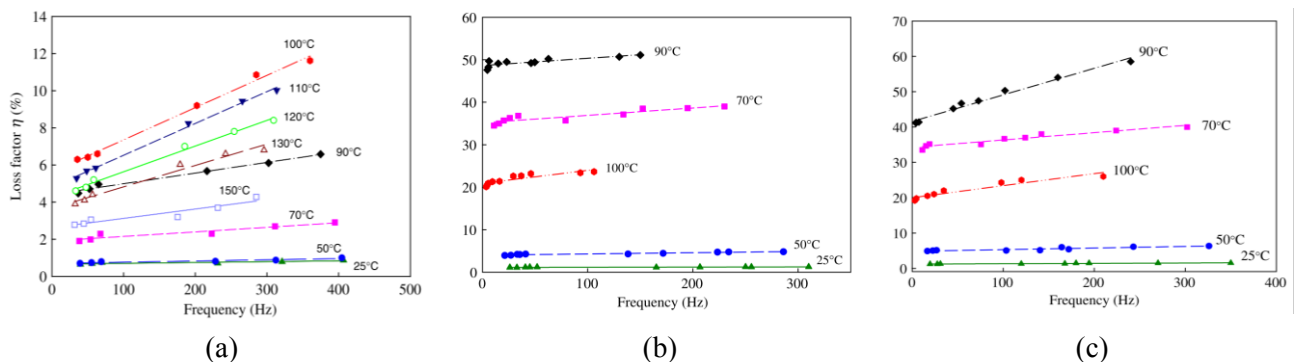 14
12
10
8
6
4
2
0
Loss factor η (%)
100°C
110°C
120°C
130°C
90°C
150°C
70°C
50°C
25°C
0 100 200 300 400 500
Frequency (Hz)
(a)
60
50
40
30
20
10
0
90°C
70°C
100°C
50°C
25°C
0 100 200 300
Frequency (Hz)
(b)
70
60
50
40
30
20
10
0
90°C
70°C
100°C
50°C
25°C
0 100 200 300 400
Frequency (Hz)
(c)